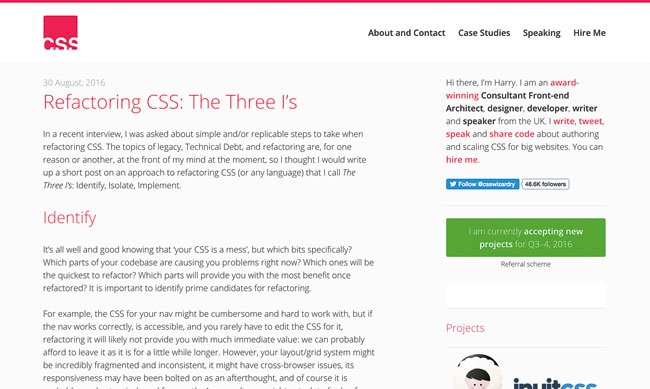 CSS
About and Contact Case Studies Speaking Hire Me
30 August, 2016
Refactoring CSS: The Three I's
In a recent interview, I was asked about simple and/or replicable steps to take when
refactoring CSS. The topics of legacy, Technical Debt, and refactoring are, for one
reason or another, at the front of my mind at the moment, so I thought I would write
up a short post on an approach to refactoring CSS (or any language) that I call The
Three I's: Identify, Isolate, Implement.
Identify
It's all well and good knowing that 'your CSS is a mess', but which bits specifically?
Which parts of your codebase are causing you problems right now? Which ones will be
the quickest to refactor? Which parts will provide you with the most benefit once
refactored? It is important to identify prime candidates for refactoring.
For example, the CSS for your nav might be cumbersome and hard to work with, but if
the nav works correctly, is accessible, and you rarely have to edit the CSS for it,
refactoring it will likely not provide you with much immediate value: we can probably
afford to leave it as it is for a little while longer. However, your layout/grid system might
be incredibly fragmented and inconsistent, it might have cross-browser issues, its
responsiveness may have been bolted on as an afterthought, and of course it is
Hi there, I'm Harry. I am an award-
winning Consultant Front-end
Architect, designer, developer, writer
and speaker from the UK. I write, tweet,
speak and share code about authoring
and scaling CSS for big websites. You can
hire me.
Follow @csswizardry 48.6K followers
I am currently accepting new
projects for Q3–4, 2016
Referral scheme
Projects
inuitcss